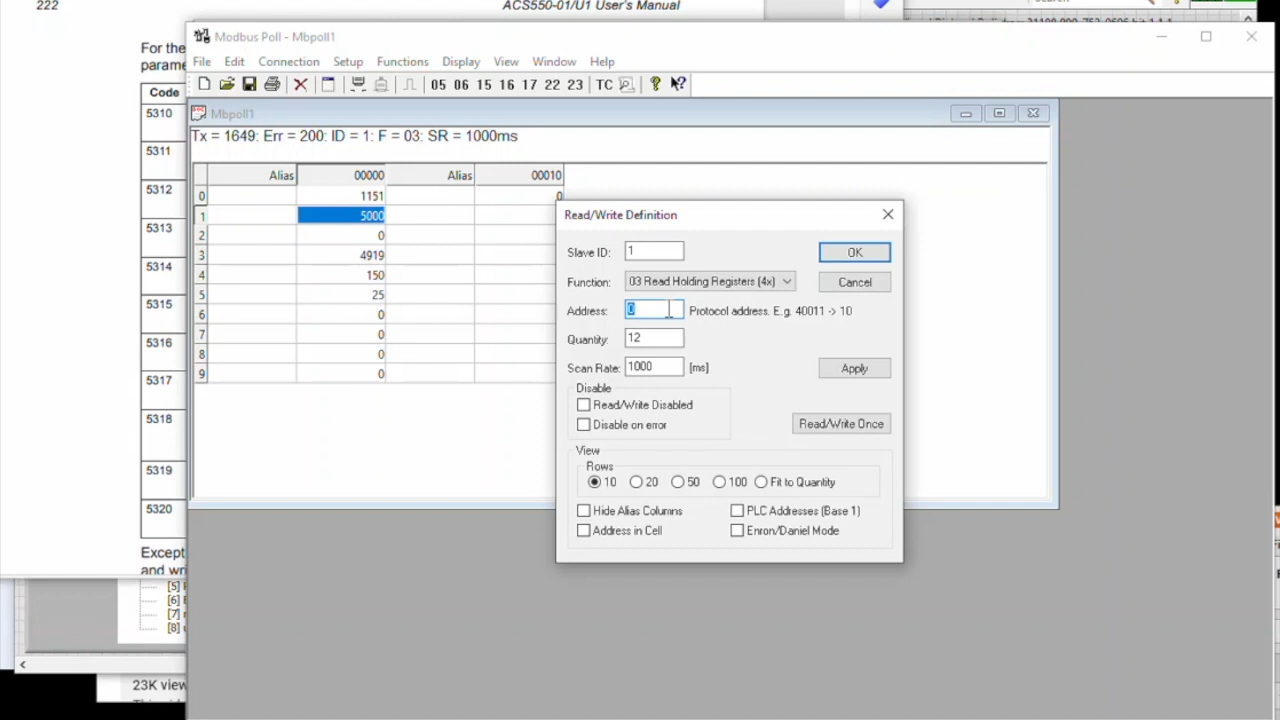 222
ACS550-01/U1 User's Manual
Modbus Poll - Mbpoll1
For the
parame
File Edit Connection Setup Functions Display View Window Help
05 06 15 16 17 22 23 TC
Code
Mbpoll1
5310
Tx = 1649: Err = 200: ID = 1: F = 03: SR = 1000ms
5311
Alias 00000 Alias 00010
0 1151 0
5312
1 5000
Read/Write Definition
5313
2 0
3 4919
Slave ID: 1 OK
5314
4 150
Function: 03 Read Holding Registers (4x) Cancel
5315
5 25
6 0
Address: 0 Protocol address. E.g. 40011 -> 10
5316
7 0
Quantity: 12
8 0
5317
9 0
Scan Rate: 1000 [ms] Apply
Disable
5318
Read/Write Disabled
Disable on error
Read/Write Once
View
5319
Rows
10 20 50 100 Fit to Quantity
5320
Hide Alias Columns PLC Addresses (Base 1)
Address in Cell Enron/Daniel Mode
Except
and wri
[5] F
[6] E
[7] r
[8] u
23K view